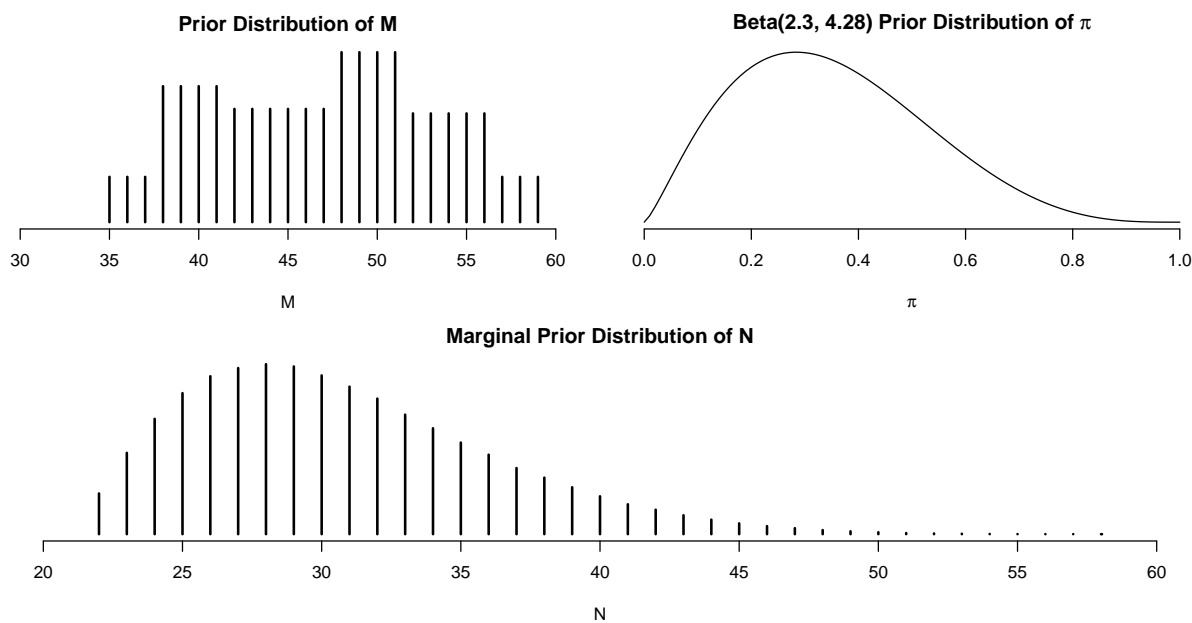 Prior Distribution of M
30 35 40 45 50 55 60
M
Beta(2.3, 4.28) Prior Distribution of π
0.0 0.2 0.4 0.6 0.8 1.0
π
Marginal Prior Distribution of N
20 25 30 35 40 45 50 55 60
N